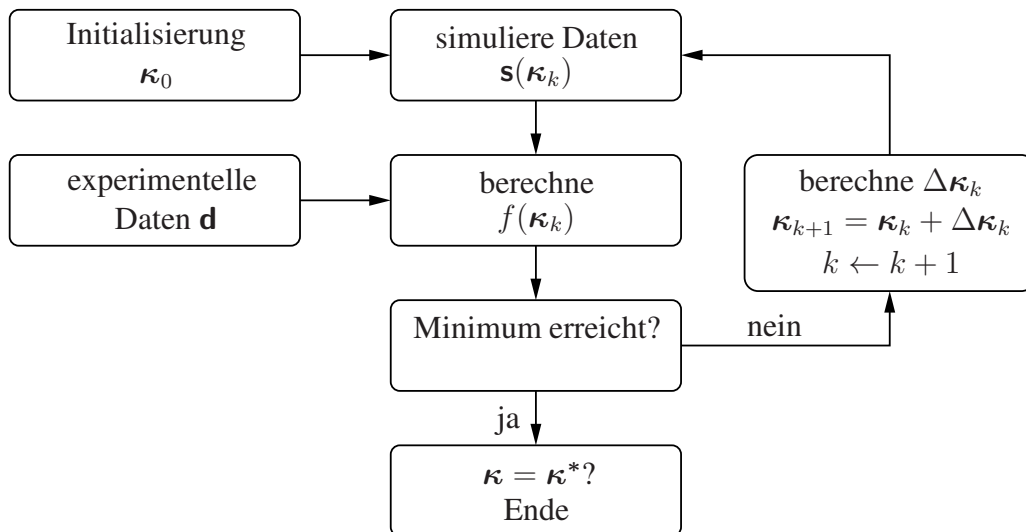 Initialisierung
κ₀
simuliere Daten
s(κₖ)
experimentelle
Daten d
berechne
f(κₖ)
berechne Δκₖ
κₖ₊₁ = κₖ + Δκₖ
k ← k + 1
Minimum erreicht?
nein
ja
κ = κ*?
Ende